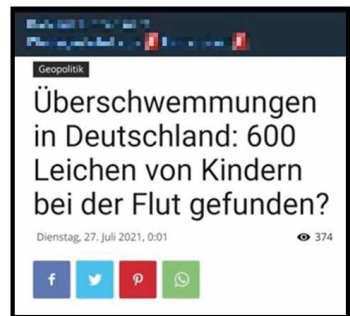 Geopolitik
Überschwemmungen
in Deutschland: 600
Leichen von Kindern
bei der Flut gefunden?
Dienstag, 27. Juli 2021, 0:01
374